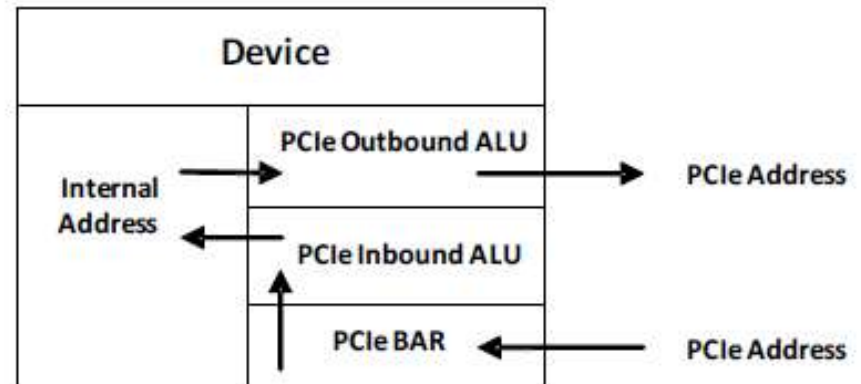 Device
PCIe Outbound ALU
Internal
Address
PCIe Address
PCIe Inbound ALU
PCIe BAR
PCIe Address